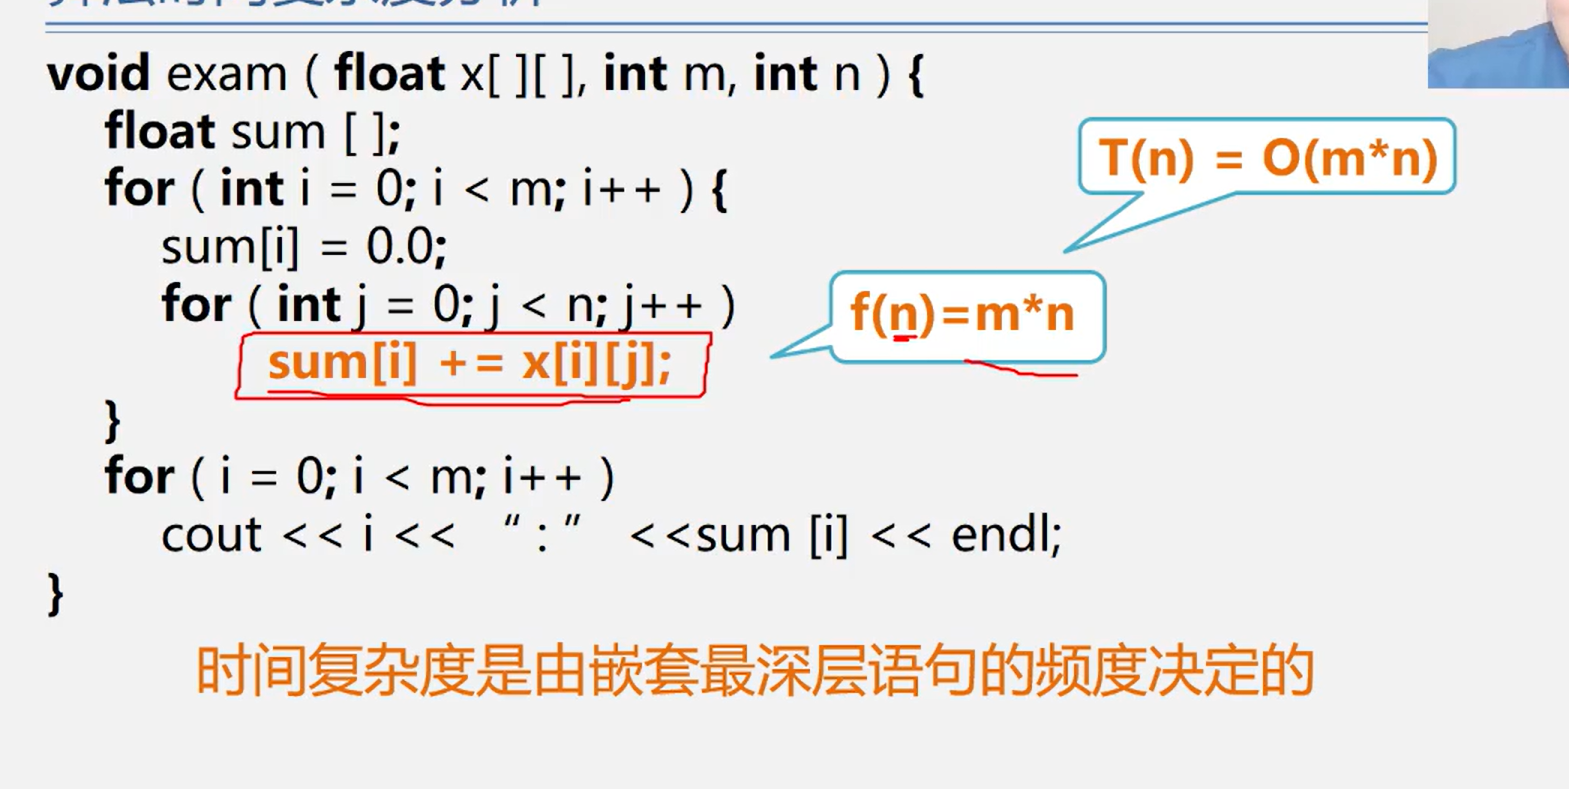 void exam ( float x[ ][ ], int m, int n ) {
float sum [ ];
for ( int i = 0; i < m; i++ ) {
sum[i] = 0.0;
for ( int j = 0; j < n; j++ )
sum[i] += x[i][j];
}
for ( i = 0; i < m; i++ )
cout << i << “ : ” <<sum [i] << endl;
}
T(n) = O(m*n)
f(n)=m*n
时间复杂度是由嵌套最深层语句的频度决定的